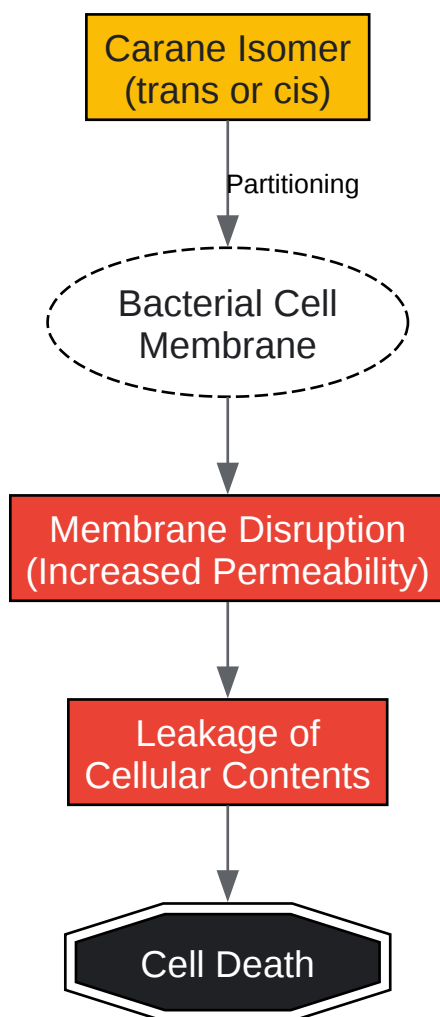 Carane Isomer
(trans or cis)
Partitioning
Bacterial Cell
Membrane
Membrane Disruption
(Increased Permeability)
Leakage of
Cellular Contents
Cell Death